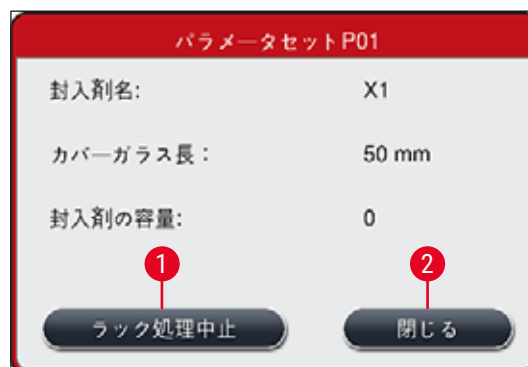 パラメータセットP01
封入剤名: X1
カバーガラス長： 50 mm
封入剤の容量: 0
1 2
ラック処理中止 閉じる